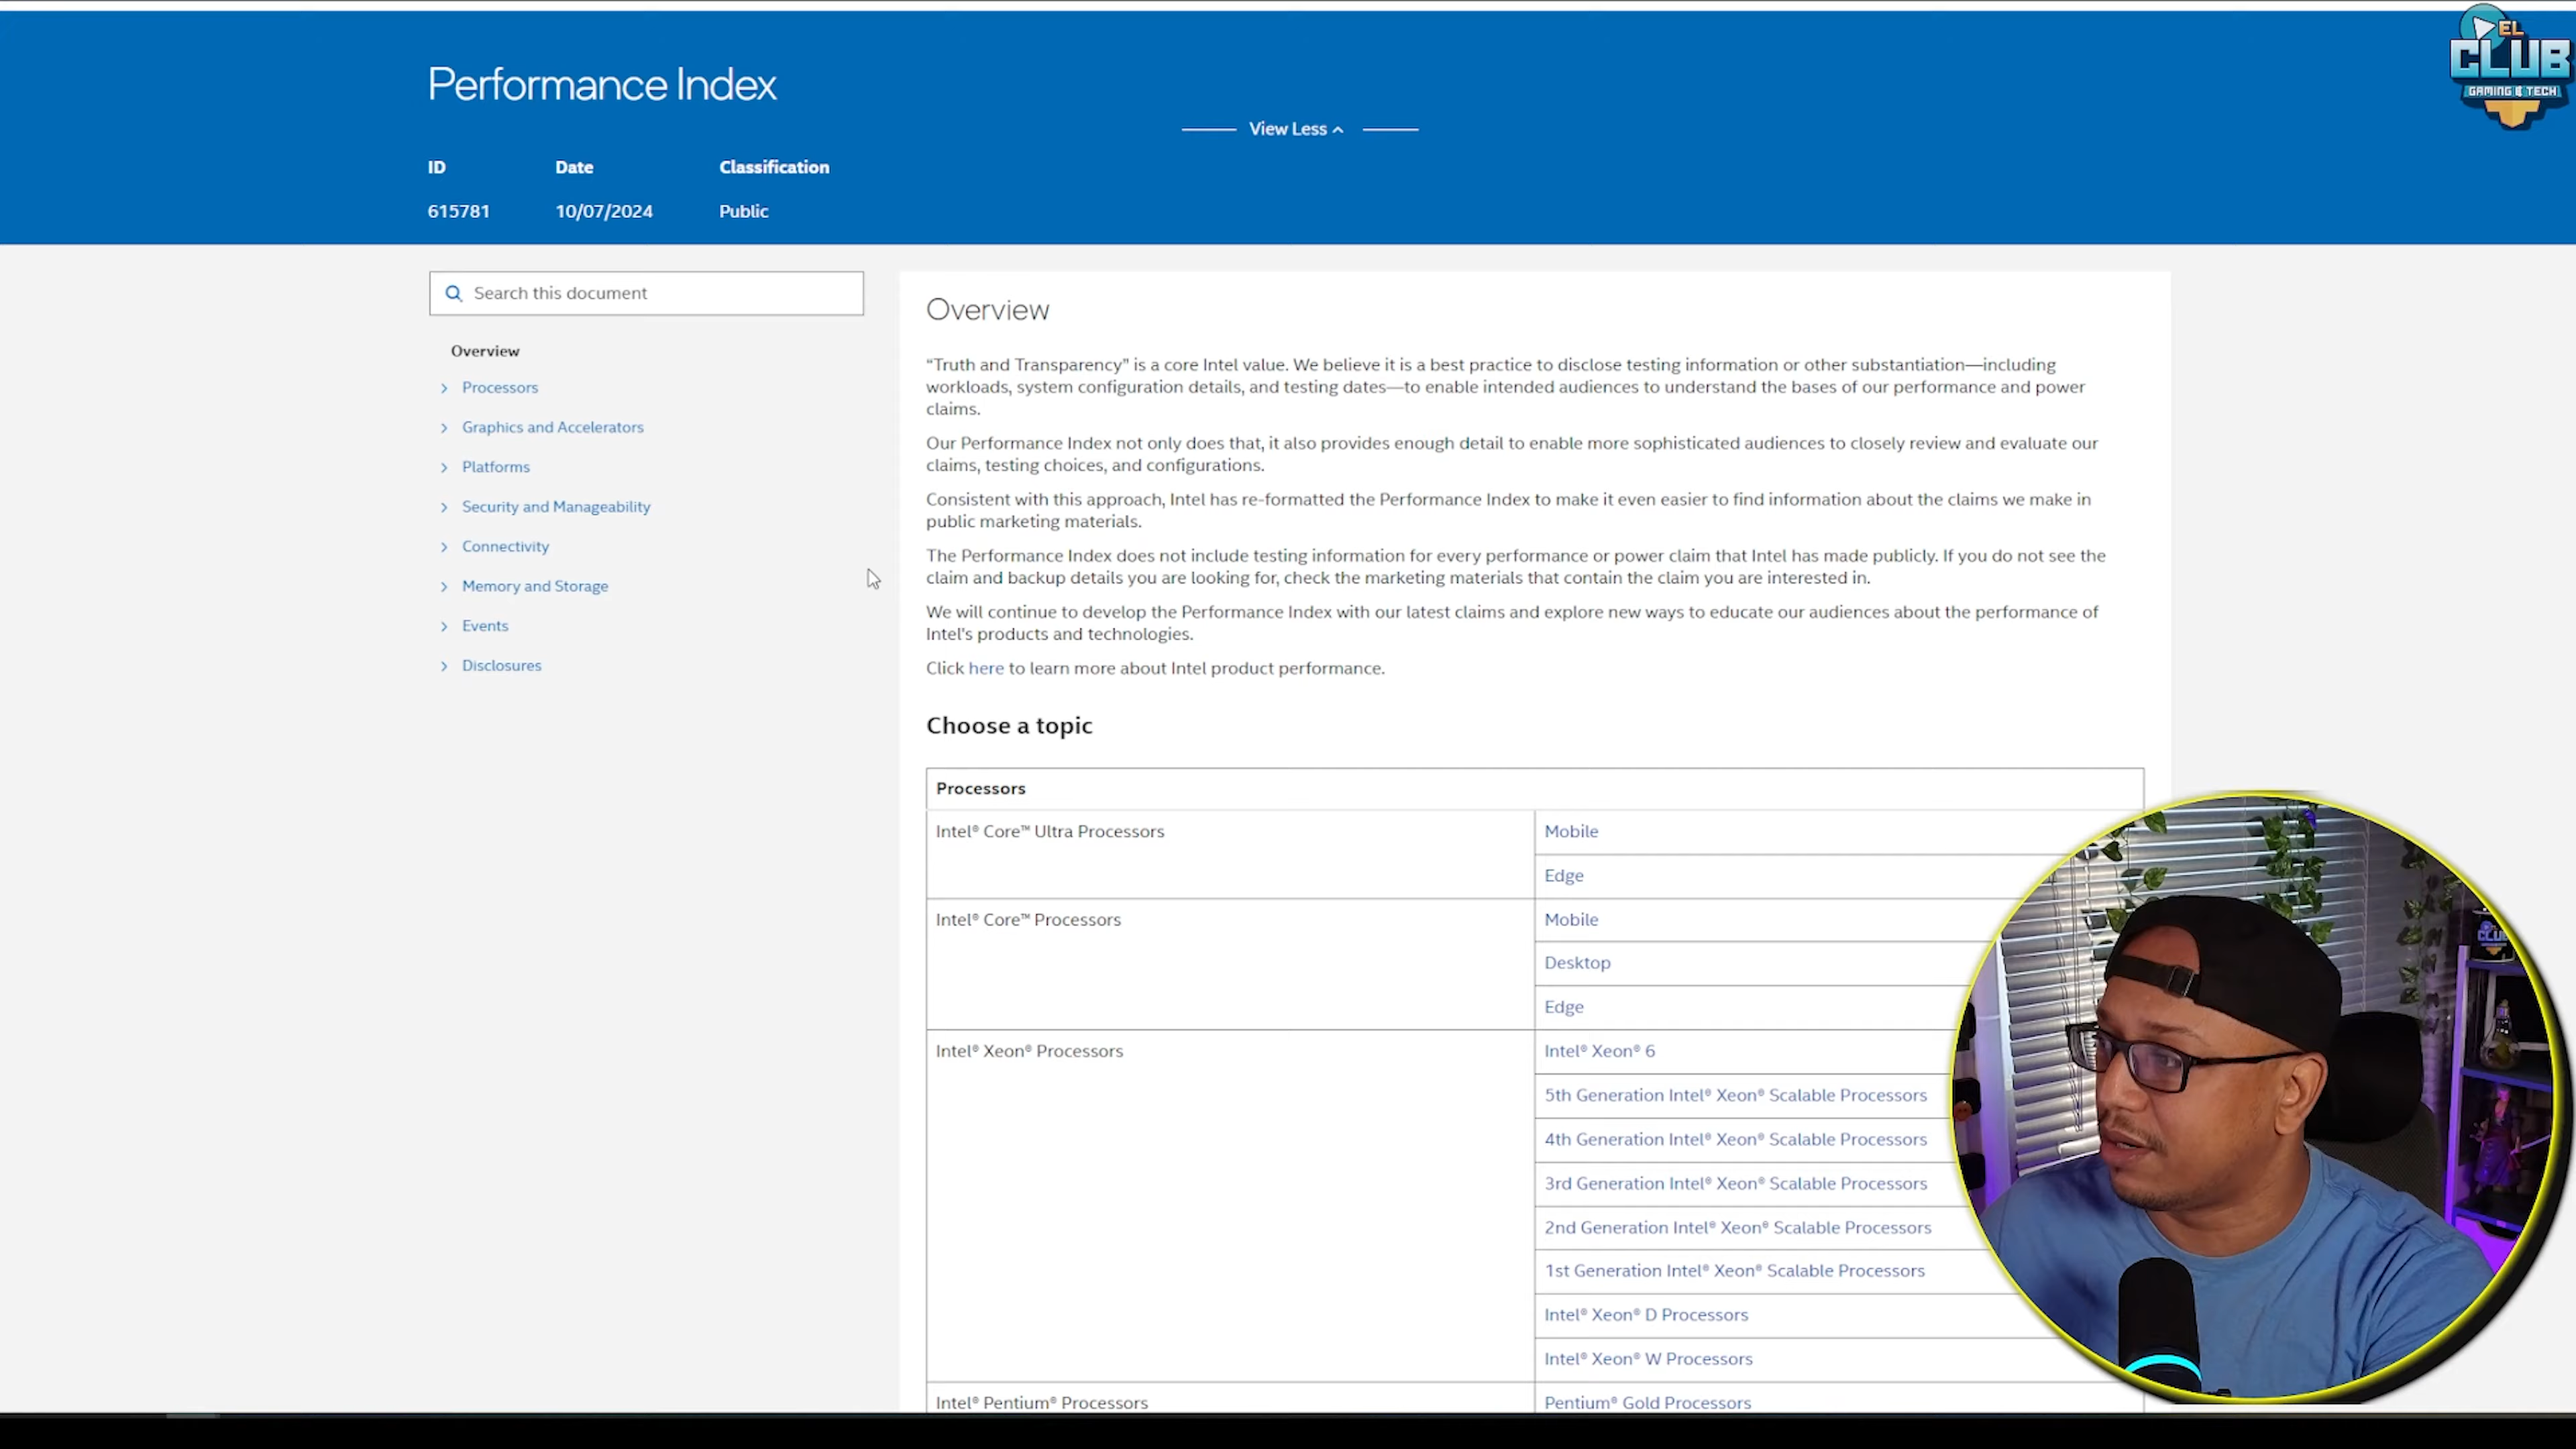 EL
CLUB
GAMING & TECH
Performance Index
View Less
ID Date Classification
615781 10/07/2024 Public
Search this document
Overview
Processors
Graphics and Accelerators
Platforms
Security and Manageability
Connectivity
Memory and Storage
Events
Disclosures
Overview
“Truth and Transparency” is a core Intel value. We believe it is a best practice to disclose testing information or other substantiation—including
workloads, system configuration details, and testing dates—to enable intended audiences to understand the bases of our performance and power
claims.
Our Performance Index not only does that, it also provides enough detail to enable more sophisticated audiences to closely review and evaluate our
claims, testing choices, and configurations.
Consistent with this approach, Intel has re-formatted the Performance Index to make it even easier to find information about the claims we make in
public marketing materials.
The Performance Index does not include testing information for every performance or power claim that Intel has made publicly. If you do not see the
claim and backup details you are looking for, check the marketing materials that contain the claim you are interested in.
We will continue to develop the Performance Index with our latest claims and explore new ways to educate our audiences about the performance of
Intel's products and technologies.
Click here to learn more about Intel product performance.
Choose a topic
Processors
Intel® Core™ Ultra Processors Mobile
Edge
Intel® Core™ Processors Mobile
Desktop
Edge
Intel® Xeon® Processors Intel® Xeon® 6
5th Generation Intel® Xeon® Scalable Processors
4th Generation Intel® Xeon® Scalable Processors
3rd Generation Intel® Xeon® Scalable Processors
2nd Generation Intel® Xeon® Scalable Processors
1st Generation Intel® Xeon® Scalable Processors
Intel® Xeon® D Processors
Intel® Xeon® W Processors
Intel® Pentium® Processors Pentium® Gold Processors